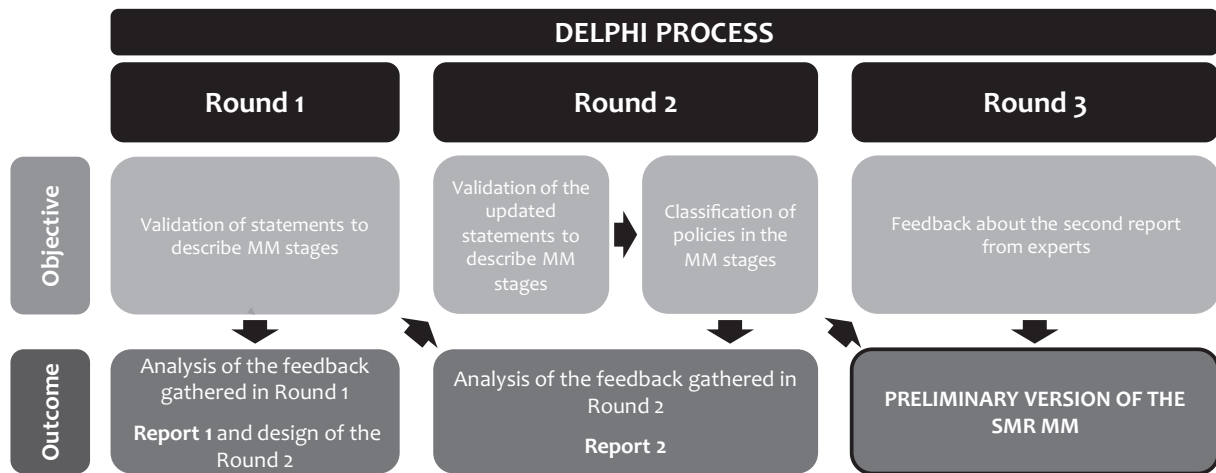 DELPHI PROCESS
Round 1
Round 2
Round 3
Objective
Validation of statements to
describe MM stages
Validation of the
updated
statements to
describe MM
stages
Classification of
policies in the
MM stages
Feedback about the second report
from experts
Outcome
Analysis of the feedback
gathered in Round 1
Report 1 and design of the
Round 2
Analysis of the feedback gathered in
Round 2
Report 2
PRELIMINARY VERSION OF THE
SMR MM